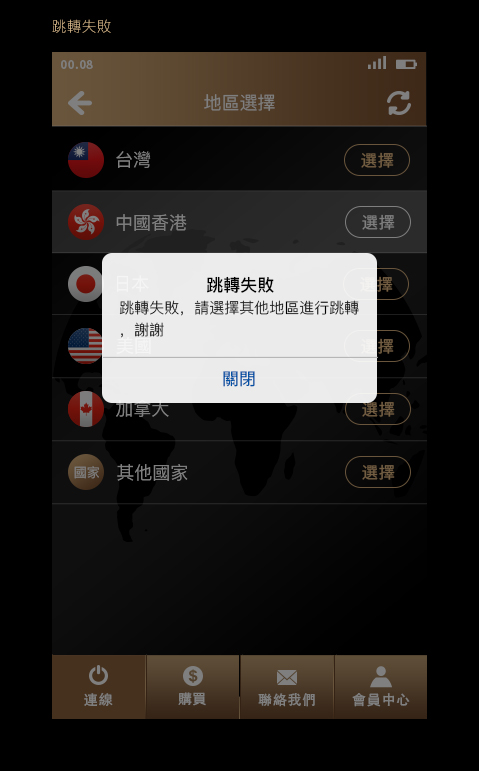 跳轉失敗
00.08
地區選擇
台灣
選擇
中國香港
選擇
日本
選擇
跳轉失敗
跳轉失敗，請選擇其他地區進行跳轉
，謝謝
美國
選擇
關閉
加拿大
選擇
國家
其他國家
選擇
連線
購買
聯絡我們
會員中心